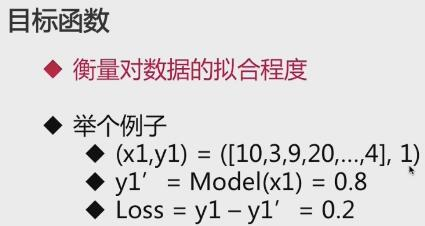 目标函数
◆ 衡量对数据的拟合程度
◆ 举个例子
◆ (x1,y1) = ([10,3,9,20,...,4], 1)
◆ y1′ = Model(x1) = 0.8
◆ Loss = y1 – y1′ = 0.2